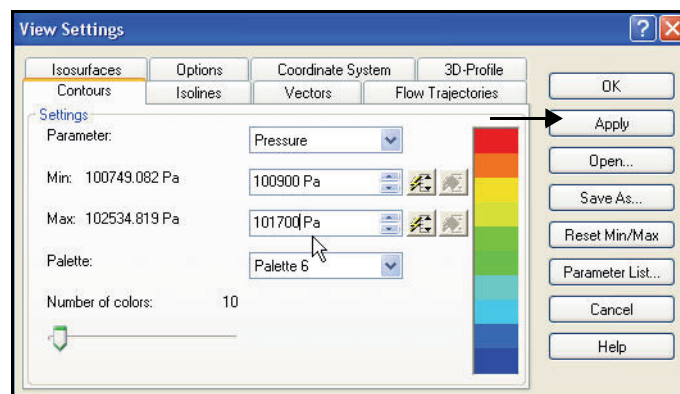 View Settings
Isosurfaces Options Coordinate System 3D-Profile
Contours Isolines Vectors Flow Trajectories
Settings
Parameter: Pressure
Min: 100749.082 Pa 100900 Pa
Max: 102534.819 Pa 101700 Pa
Palette: Palette 6
Number of colors: 10
OK
Apply
Open...
Save As...
Reset Min/Max
Parameter List...
Cancel
Help